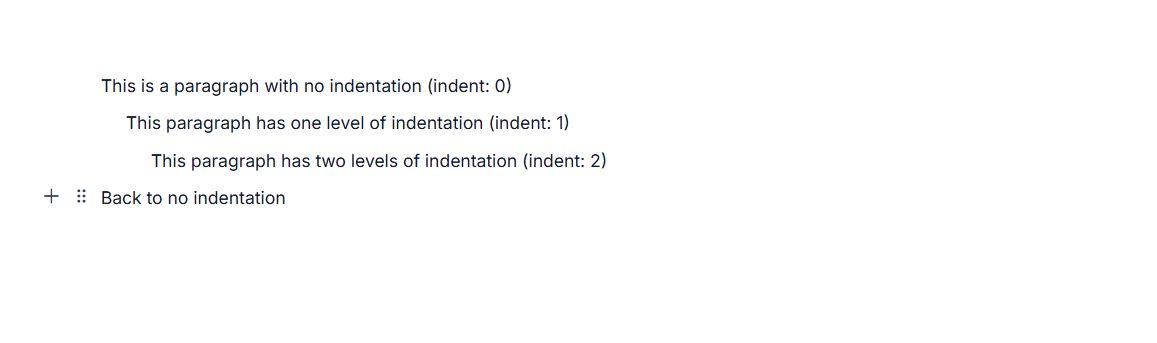 This is a paragraph with no indentation (indent: 0)
This paragraph has one level of indentation (indent: 1)
This paragraph has two levels of indentation (indent: 2)
Back to no indentation